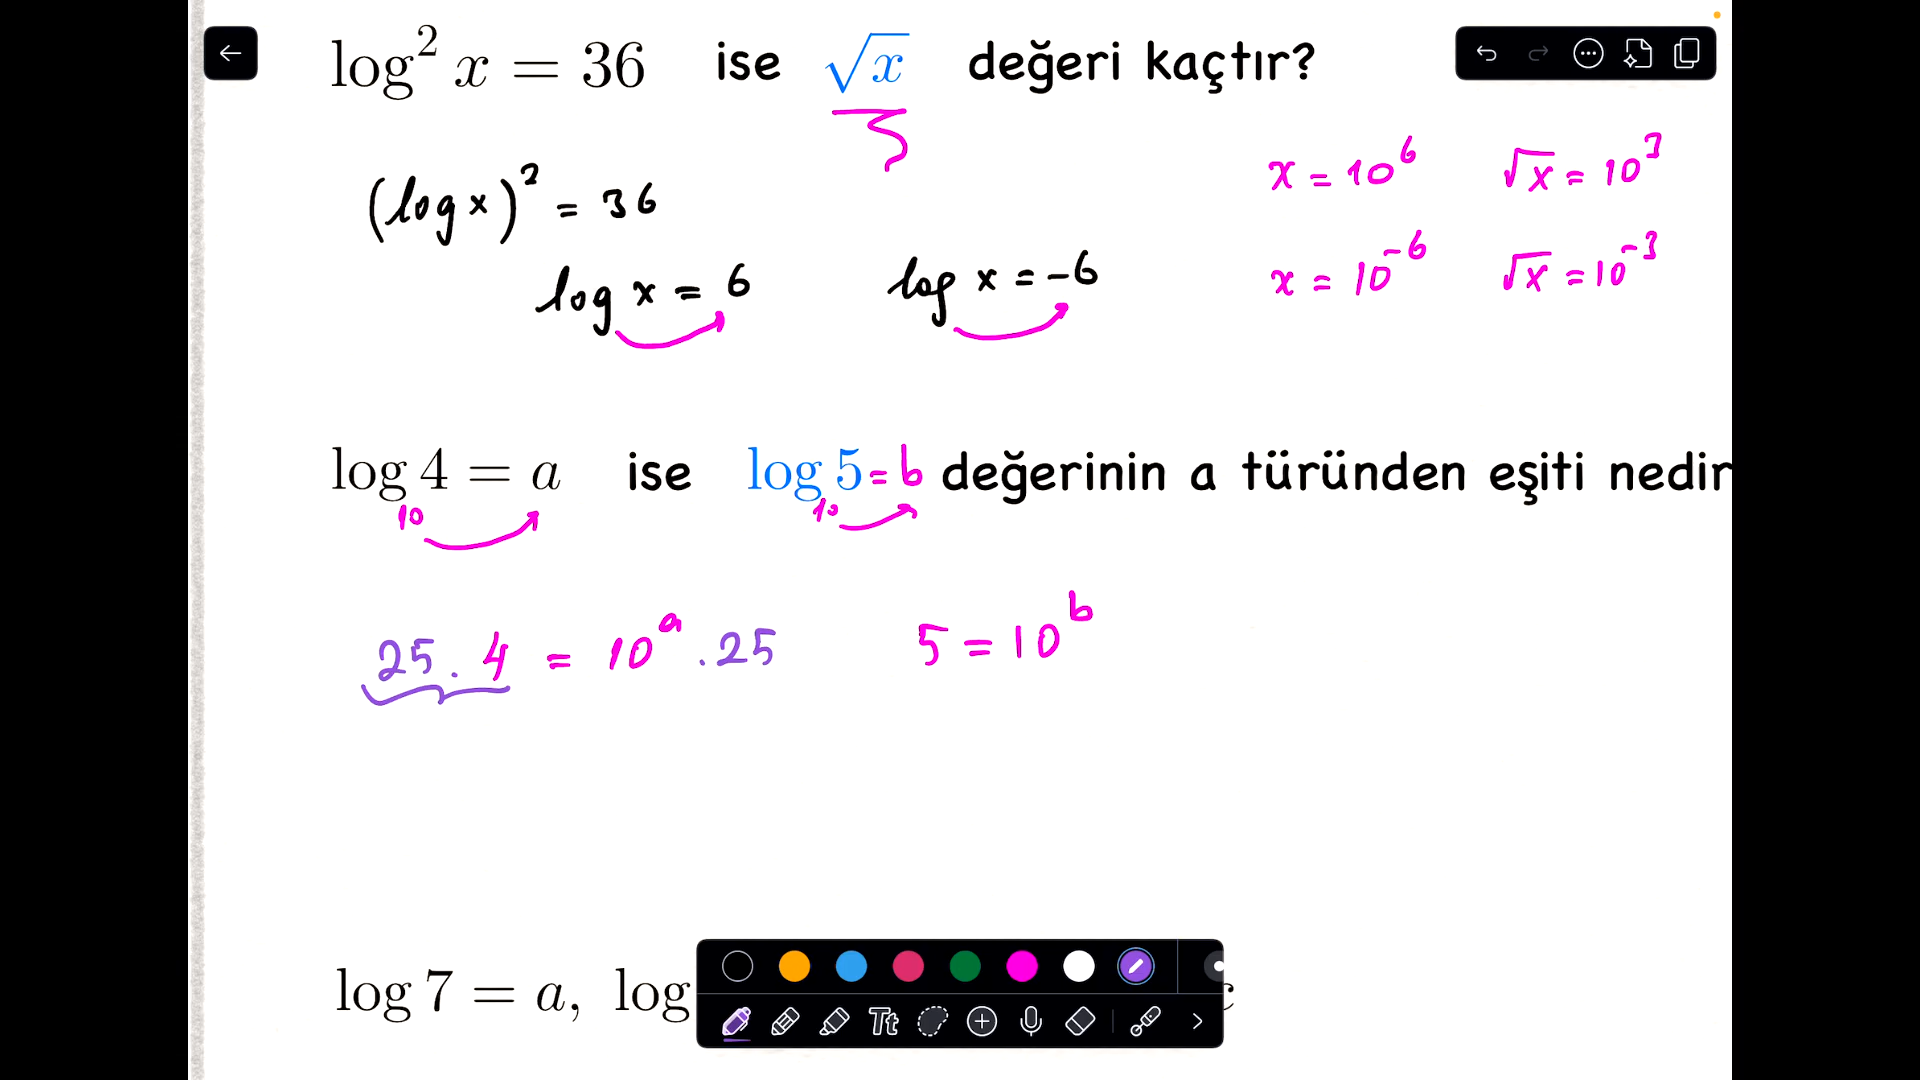 log² x = 36 ise √x değeri kaçtır?
(log x)² = 36
x = 10⁶ √x = 10³
log x = 6 log x = -6
x = 10⁻⁶ √x = 10⁻³
log 4 = a ise log 5 = b değerinin a türünden eşiti nedir
10 10
25 . 4 = 10ᵃ . 25 5 = 10ᵇ
log 7 = a, log
Tt